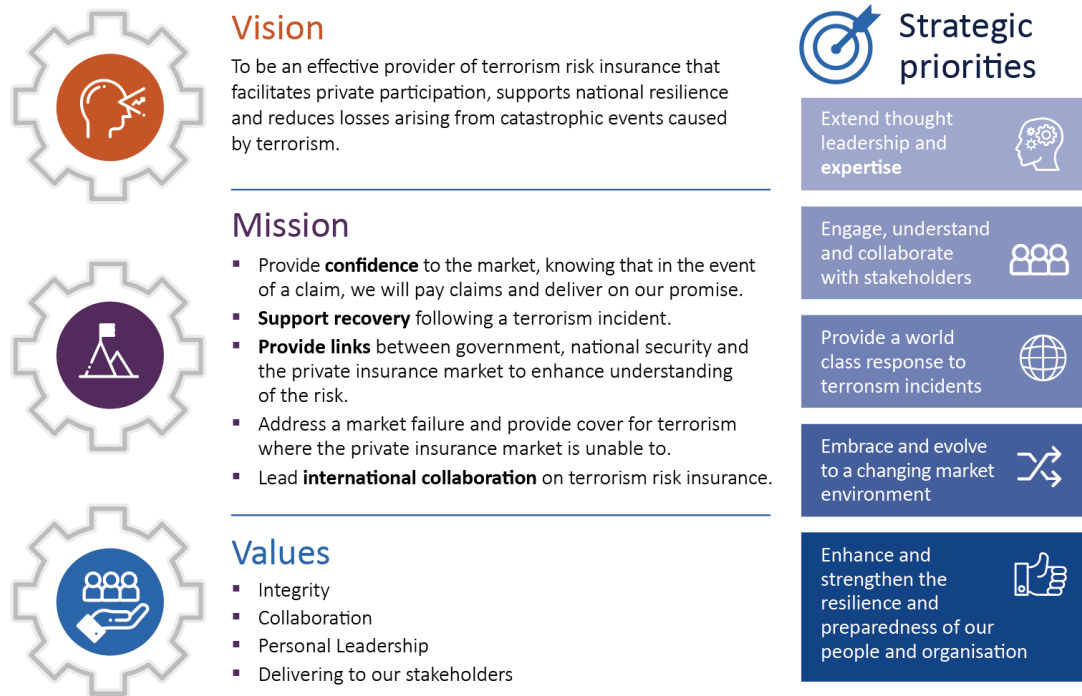 Vision
To be an effective provider of terrorism risk insurance that
facilitates private participation, supports national resilience
and reduces losses arising from catastrophic events caused
by terrorism.
Mission
▪ Provide confidence to the market, knowing that in the event
of a claim, we will pay claims and deliver on our promise.
▪ Support recovery following a terrorism incident.
▪ Provide links between government, national security and
the private insurance market to enhance understanding
of the risk.
▪ Address a market failure and provide cover for terrorism
where the private insurance market is unable to.
▪ Lead international collaboration on terrorism risk insurance.
Values
▪ Integrity
▪ Collaboration
▪ Personal Leadership
▪ Delivering to our stakeholders
Strategic
priorities
Extend thought
leadership and
expertise
Engage, understand
and collaborate
with stakeholders
Provide a world
class response to
terronsm incidents
Embrace and evolve
to a changing market
environment
Enhance and
strengthen the
resilience and
preparedness of our
people and organisation